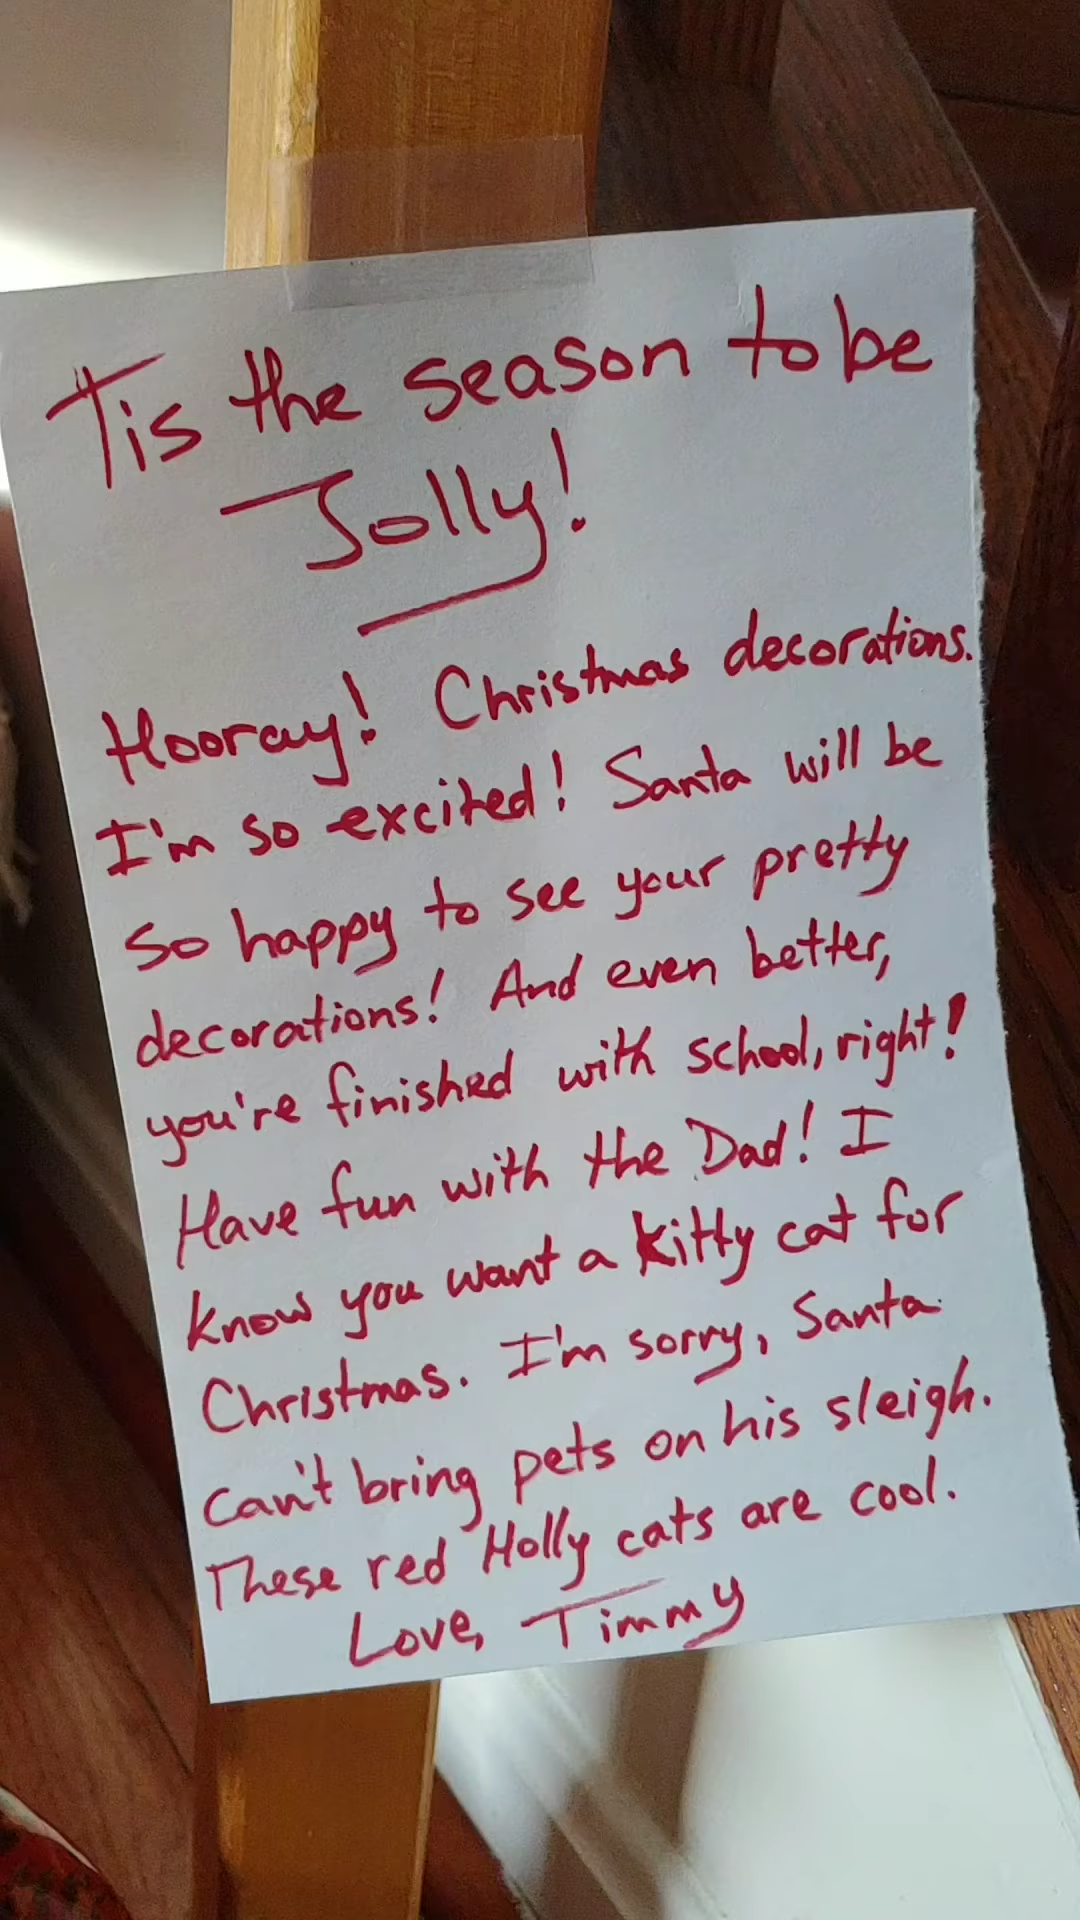 Tis the season to be
Jolly!
Hooray! Christmas decorations.
I'm so excited! Santa will be
so happy to see your pretty
decorations! And even better,
you're finished with school, right!
Have fun with the Dad! I
know you want a kitty cat for
Christmas. I'm sorry, Santa
can't bring pets on his sleigh.
These red Holly cats are cool.
Love, Timmy